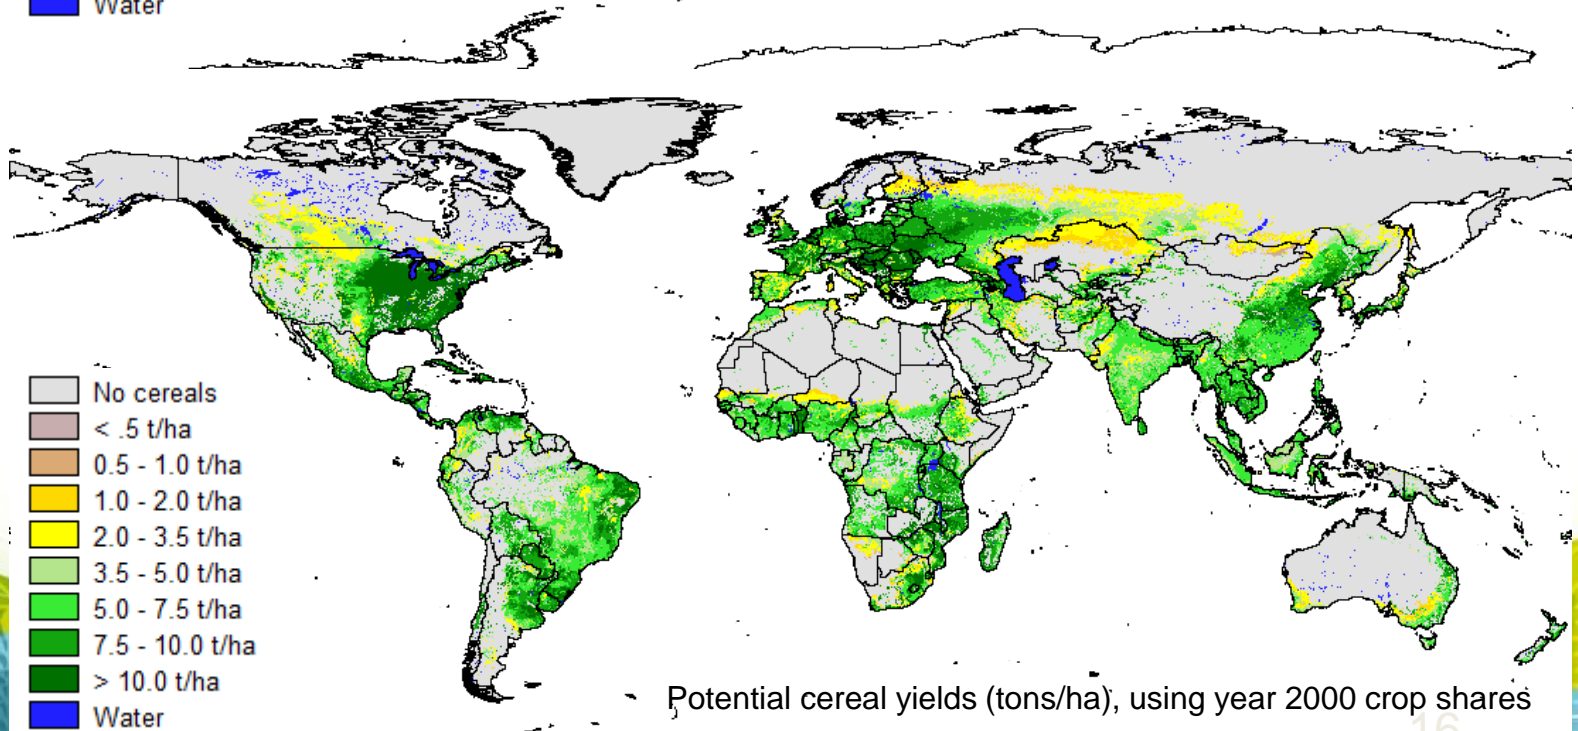 Water
No cereals
< .5 t/ha
0.5 - 1.0 t/ha
1.0 - 2.0 t/ha
2.0 - 3.5 t/ha
3.5 - 5.0 t/ha
5.0 - 7.5 t/ha
7.5 - 10.0 t/ha
> 10.0 t/ha
Water
Potential cereal yields (tons/ha), using year 2000 crop shares
16